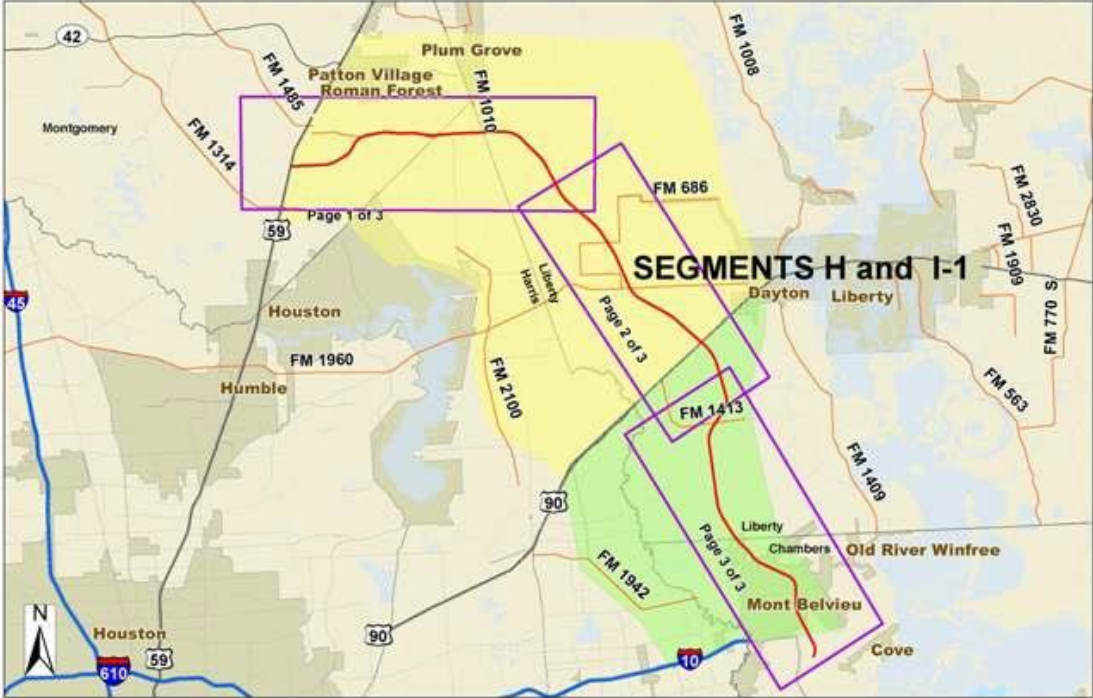 42
Plum Grove
FM 1008
FM 1485
Patton Village
Roman Forest
FM 1010
Montgomery
FM 1314
FM 686
FM 2830
Page 1 of 3
59
FM 1909
SEGMENTS H and I-1
Liberty
Harris
45
Dayton
Liberty
FM 770 S
Houston
Page 2 of 3
FM 1960
Humble
FM 2100
FM 563
FM 1413
FM 1409
90
Liberty
Chambers
Old River Winfree
Page 3 of 3
FM 1942
Mont Belvieu
N
Houston
90
Cove
59
610
10